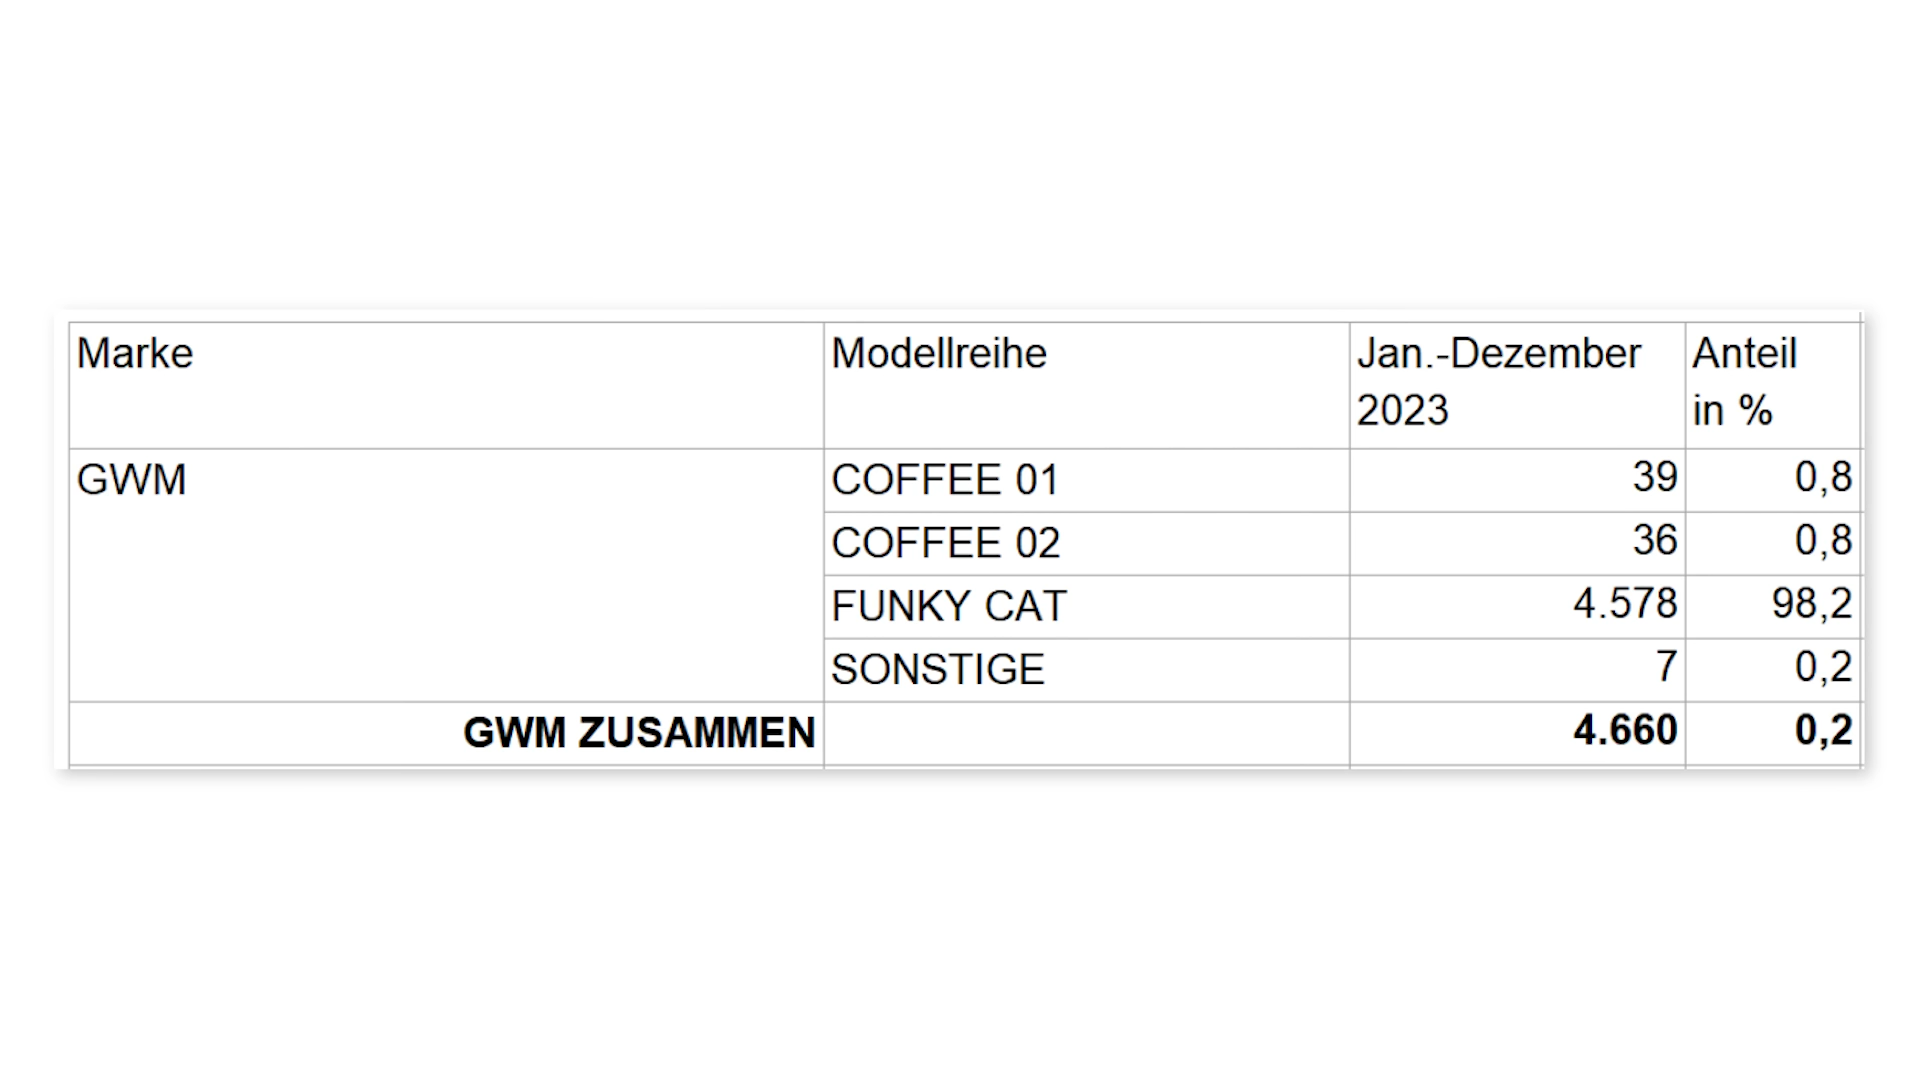 Marke Modellreihe Jan.-Dezember Anteil
2023 in %
GWM COFFEE 01 39 0,8
COFFEE 02 36 0,8
FUNKY CAT 4.578 98,2
SONSTIGE 7 0,2
GWM ZUSAMMEN 4.660 0,2